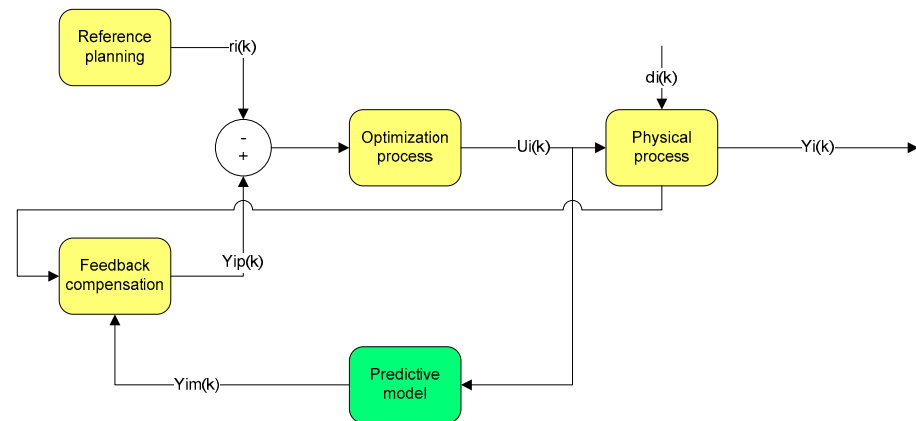 Reference
planning
ri(k)
di(k)
-
+
Optimization
process
Ui(k)
Physical
process
Yi(k)
Feedback
compensation
Yip(k)
Yim(k)
Predictive
model